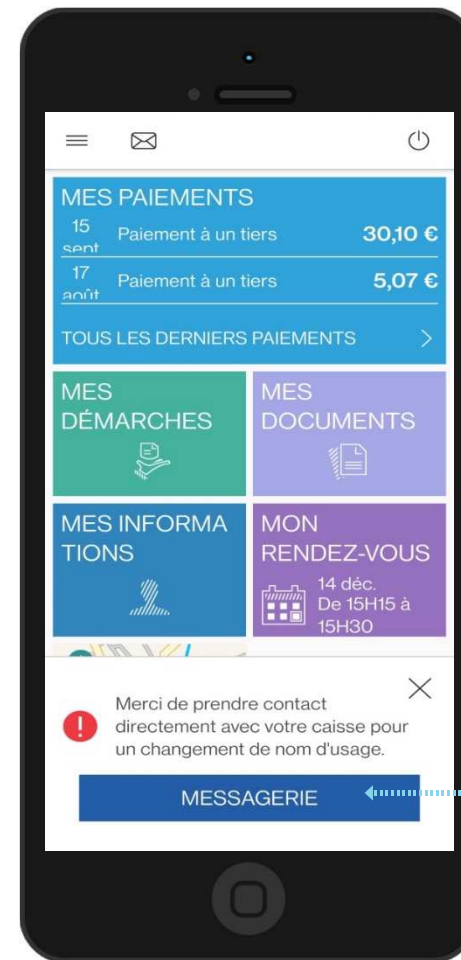 MES PAIEMENTS
15 sept Paiement à un tiers 30,10 €
17 août Paiement à un tiers 5,07 €
TOUS LES DERNIERS PAIEMENTS
MES
DÉMARCHES
MES
DOCUMENTS
MES INFORMA
TIONS
MON
RENDEZ-VOUS
14 déc.
De 15H15 à
15H30
Merci de prendre contact
directement avec votre caisse pour
un changement de nom d'usage.
MESSAGERIE